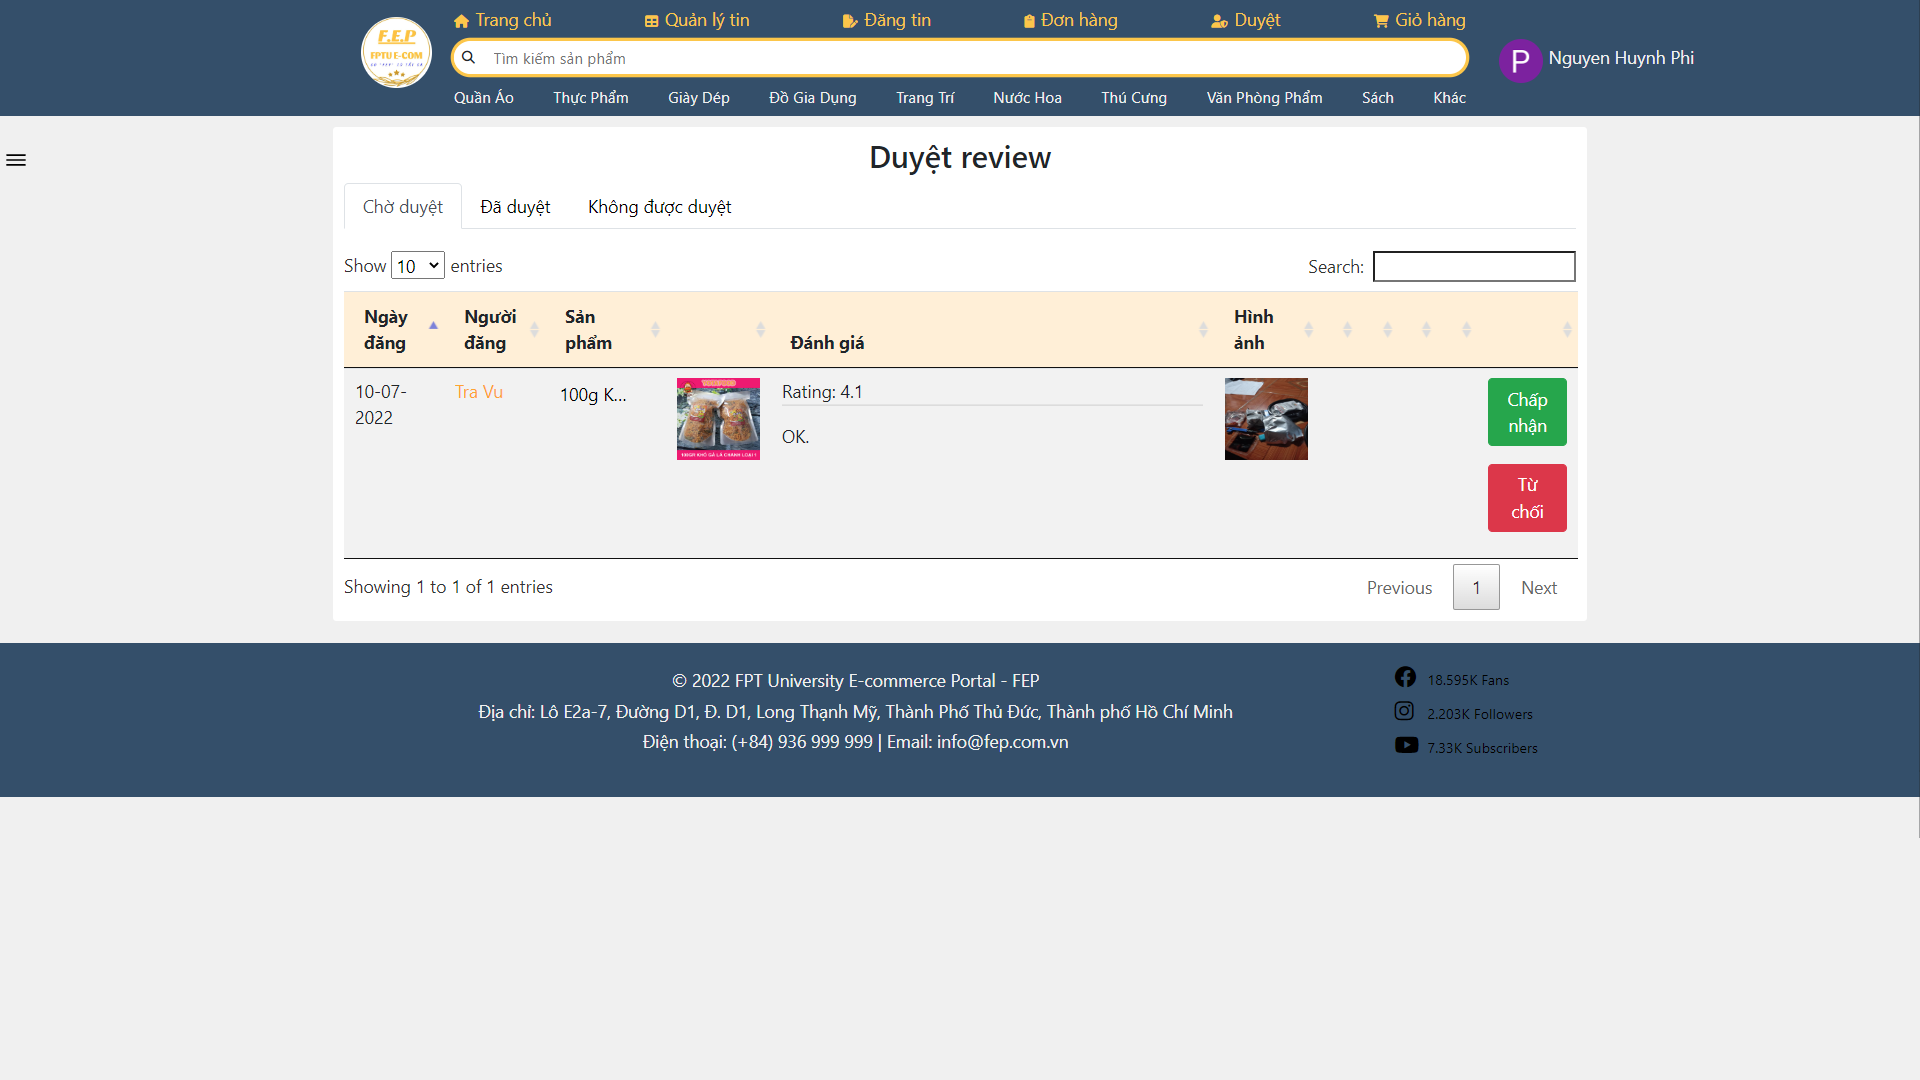 Trang chủ Quản lý tin Đăng tin Đơn hàng Duyệt Giỏ hàng
F.E.P
FPTU E-COM
Tìm kiếm sản phẩm
P Nguyen Huynh Phi
Quần Áo Thực Phẩm Giày Dép Đồ Gia Dụng Trang Trí Nước Hoa Thú Cưng Văn Phòng Phẩm Sách Khác
Duyệt review
Chờ duyệt Đã duyệt Không được duyệt
Show 10 entries Search:
Ngày đăng Người đăng Sản phẩm Đánh giá Hình ảnh
10-07-2022 Tra Vu 100g K... Rating: 4.1
OK.
100GR KHÔ GÀ LÁ CHANH LOẠI 1
Chấp nhận
Từ chối
Showing 1 to 1 of 1 entries Previous 1 Next
© 2022 FPT University E-commerce Portal - FEP
Địa chỉ: Lô E2a-7, Đường D1, Đ. D1, Long Thạnh Mỹ, Thành Phố Thủ Đức, Thành phố Hồ Chí Minh
Điện thoại: (+84) 936 999 999 | Email: info@fep.com.vn
18.595K Fans
2.203K Followers
7.33K Subscribers